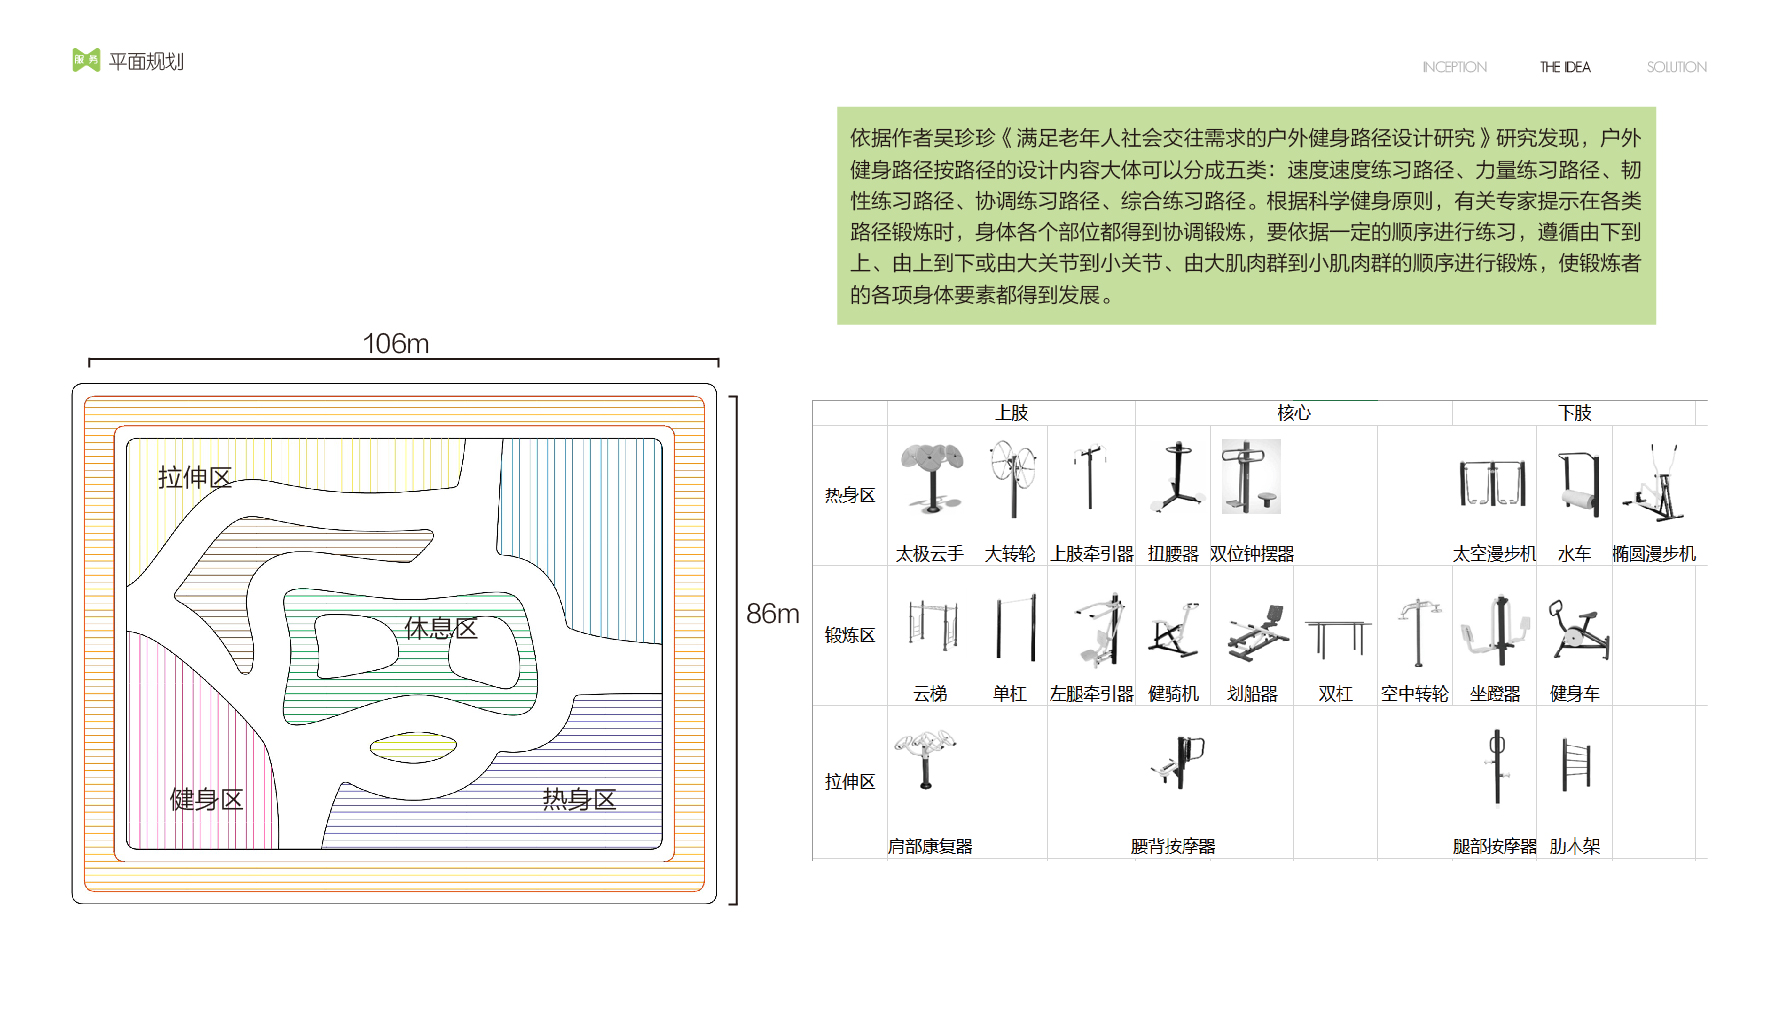 服务 平面规划
INCEPTION THE IDEA SOLUTION
依据作者吴珍珍《满足老年人社会交往需求的户外健身路径设计研究》研究发现，户外
健身路径按路径的设计内容大体可以分成五类：速度速度练习路径、力量练习路径、韧
性练习路径、协调练习路径、综合练习路径。根据科学健身原则，有关专家提示在各类
路径锻炼时，身体各个部位都得到协调锻炼，要依据一定的顺序进行练习，遵循由下到
上、由上到下或由大关节到小关节、由大肌肉群到小肌肉群的顺序进行锻炼，使锻炼者
的各项身体要素都得到发展。
106m
86m
拉伸区
休息区
健身区
热身区
上肢 核心 下肢
热身区
太极云手 大转轮 上肢牵引器 扭腰器 双位钟摆器 太空漫步机 水车 椭圆漫步机
锻炼区
云梯 单杠 左腿牵引器 健骑机 划船器 双杠 空中转轮 坐蹬器 健身车
拉伸区
肩部康复器 腰背按摩器 腿部按摩器 肋木架